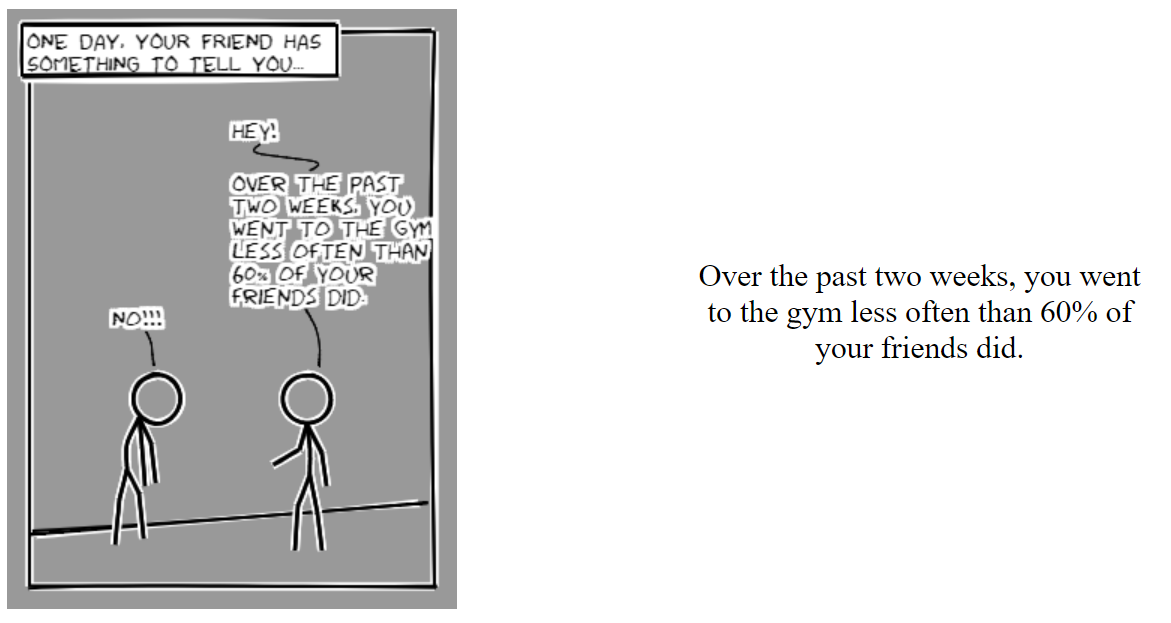 ONE DAY, YOUR FRIEND HAS
SOMETHING TO TELL YOU...
HEY!
OVER THE PAST
TWO WEEKS, YOU
WENT TO THE GYM
LESS OFTEN THAN
60% OF YOUR
FRIENDS DID.
NO!!!
Over the past two weeks, you went
to the gym less often than 60% of
your friends did.